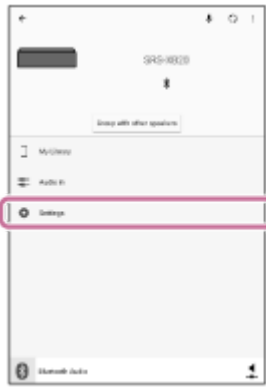 SRS-XB20
Group with other speakers
My Library
Audio in
Settings
Bluetooth Audio